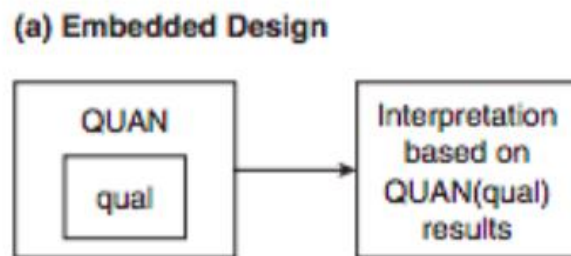 (a) Embedded Design
QUAN
qual
Interpretation
based on
QUAN(qual)
results